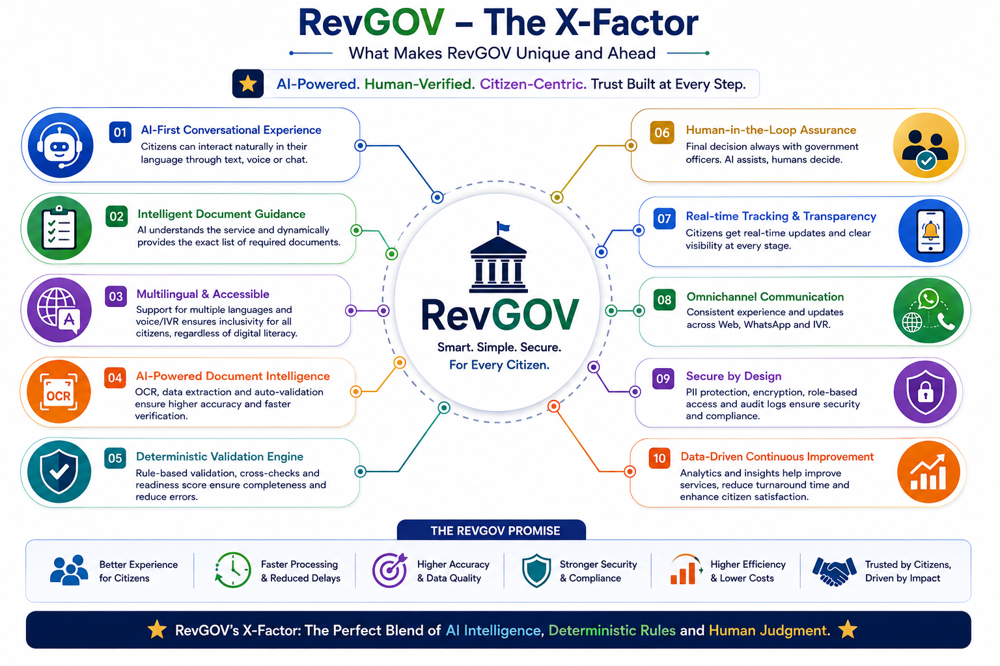 RevGOV – The X-Factor
What Makes RevGOV Unique and Ahead
AI-Powered. Human-Verified. Citizen-Centric. Trust Built at Every Step.
01
AI-First Conversational Experience
Citizens can interact naturally in their
language through text, voice or chat.
02
Intelligent Document Guidance
AI understands the service and dynamically
provides the exact list of required documents.
03
Multilingual & Accessible
Support for multiple languages and
voice/IVR ensures inclusivity for all
citizens, regardless of digital literacy.
A
04
AI-Powered Document Intelligence
OCR, data extraction and auto-validation
ensure higher accuracy and faster
verification.
OCR
05
Deterministic Validation Engine
Rule-based validation, cross-checks and
readiness score ensure completeness and
reduce errors.
RevGOV
Smart. Simple. Secure.
For Every Citizen.
06
Human-in-the-Loop Assurance
Final decision always with government
officers. AI assists, humans decide.
07
Real-time Tracking & Transparency
Citizens get real-time updates and clear
visibility at every stage.
08
Omnichannel Communication
Consistent experience and updates
across Web, WhatsApp and IVR.
09
Secure by Design
PII protection, encryption, role-based
access and audit logs ensure security
and compliance.
10
Data-Driven Continuous Improvement
Analytics and insights help improve
services, reduce turnaround time and
enhance citizen satisfaction.
THE REVGOV PROMISE
Better Experience
for Citizens
Faster Processing
& Reduced Delays
Higher Accuracy
& Data Quality
Stronger Security
& Compliance
Higher Efficiency
& Lower Costs
Trusted by Citizens,
Driven by Impact
RevGOV's X-Factor: The Perfect Blend of AI Intelligence, Deterministic Rules and Human Judgment.